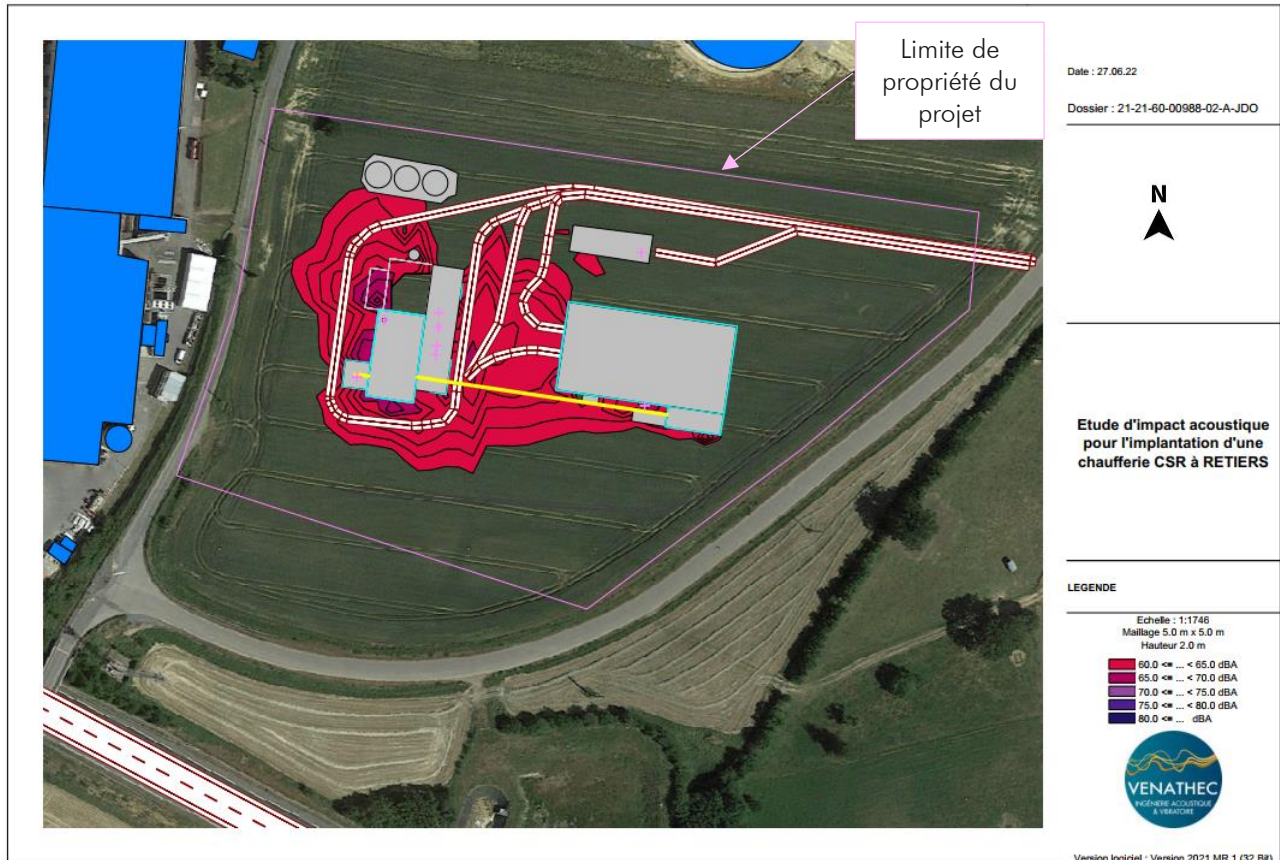 Limite de
propriété du
projet
Date : 27.06.22
Dossier : 21-21-60-00988-02-A-JDO
N
Etude d'impact acoustique
pour l'implantation d'une
chaufferie CSR à RETIERS
LEGENDE
Echelle : 1:1746
Maillage 5.0 m x 5.0 m
Hauteur 2.0 m
60.0 <= ... < 65.0 dBA
65.0 <= ... < 70.0 dBA
70.0 <= ... < 75.0 dBA
75.0 <= ... < 80.0 dBA
80.0 <= ... dBA
VENATHEC
INGÉNIERIE ACOUSTIQUE
& VIBRATOIRE
Version logiciel : Version 2021 MR 1 (32 Bit)